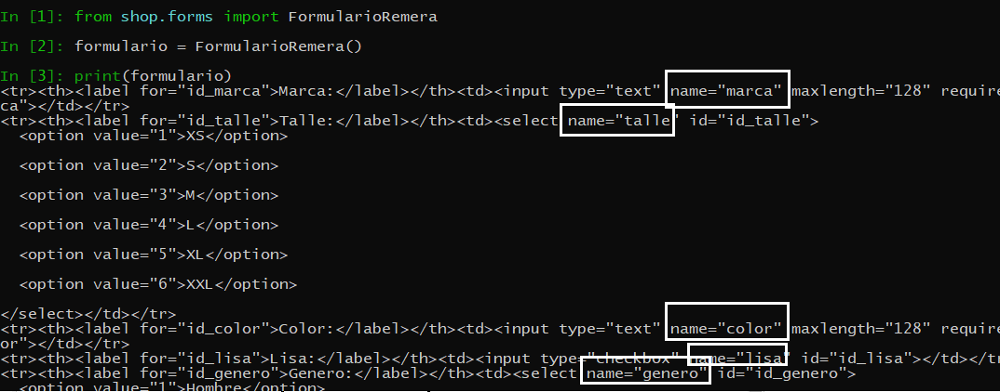 In [1]: from shop.forms import FormularioRemera
In [2]: formulario = FormularioRemera()
In [3]: print(formulario)
<tr><th><label for="id_marca">Marca:</label></th><td><input type="text" name="marca" maxlength="128" require
ca"></td></tr>
<tr><th><label for="id_talle">Talle:</label></th><td><select name="talle" id="id_talle">
  <option value="1">XS</option>
  <option value="2">S</option>
  <option value="3">M</option>
  <option value="4">L</option>
  <option value="5">XL</option>
  <option value="6">XXL</option>
</select></td></tr>
<tr><th><label for="id_color">Color:</label></th><td><input type="text" name="color" maxlength="128" require
or"></td></tr>
<tr><th><label for="id_lisa">Lisa:</label></th><td><input type="checkbox" name="lisa" id="id_lisa"></td></tr
<tr><th><label for="id_genero">Genero:</label></th><td><select name="genero" id="id_genero">
  <option value="1">Hombre</option>